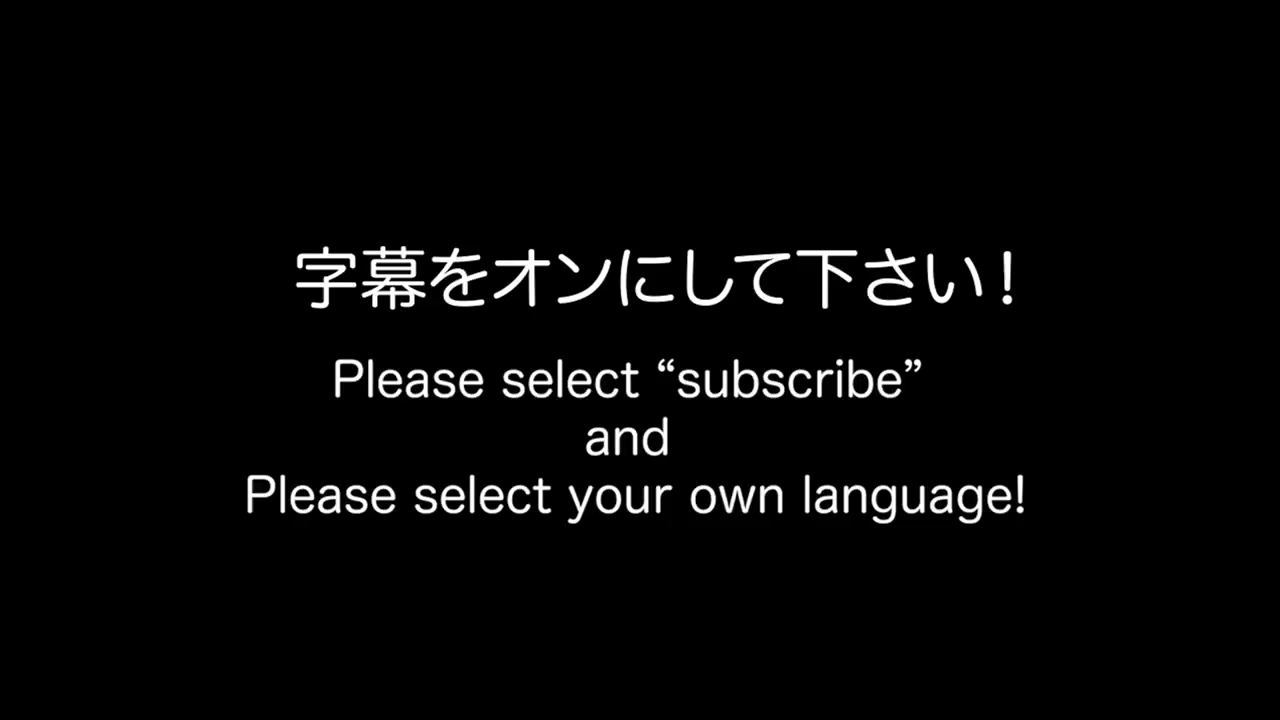 字幕をオンにして下さい！
Please select “subscribe”
and
Please select your own language!